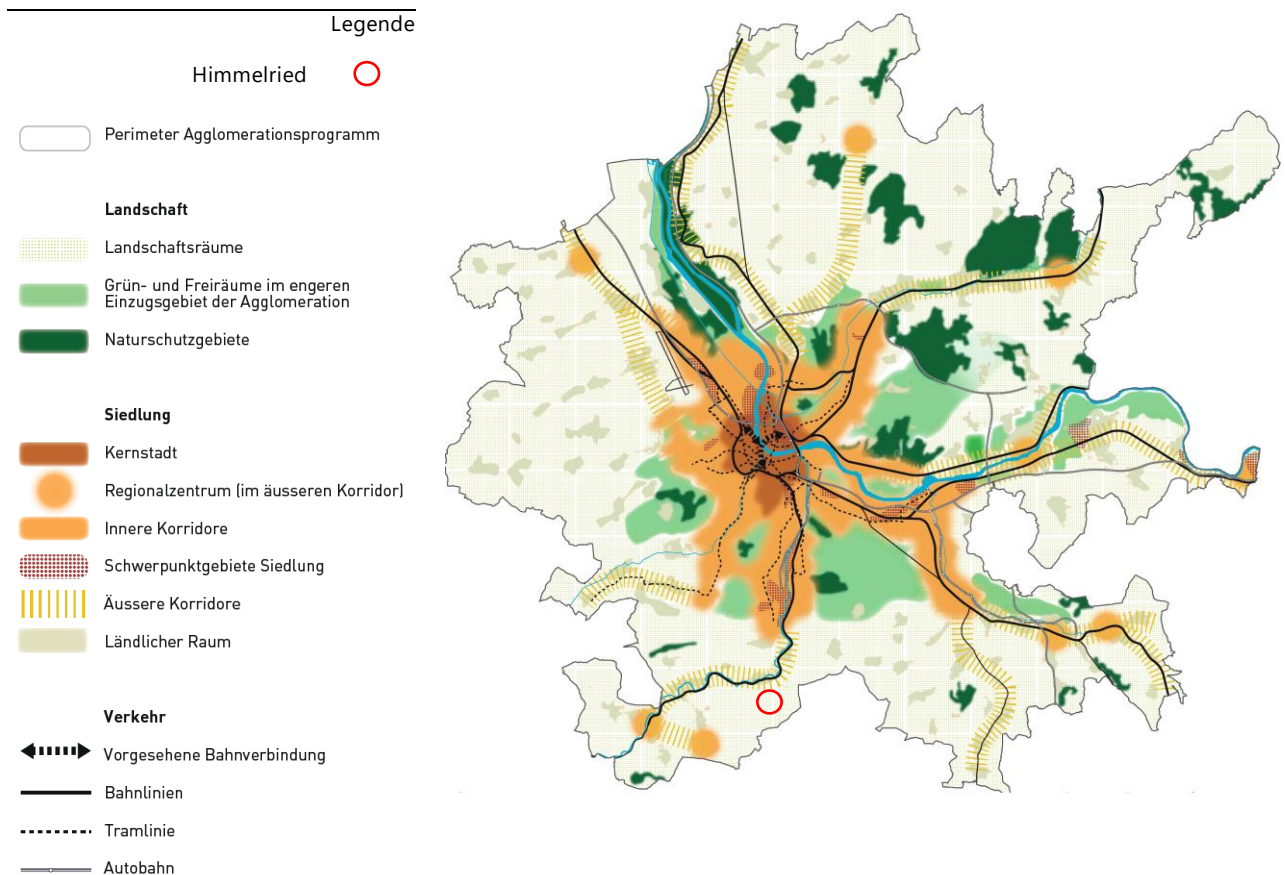 Legende
Himmelried
Perimeter Agglomerationsprogramm
Landschaft
Landschaftsräume
Grün- und Freiräume im engeren
Einzugsgebiet der Agglomeration
Naturschutzgebiete
Siedlung
Kernstadt
Regionalzentrum (im äusseren Korridor)
Innere Korridore
Schwerpunktgebiete Siedlung
Äussere Korridore
Ländlicher Raum
Verkehr
Vorgesehene Bahnverbindung
Bahnlinien
Tramlinie
Autobahn